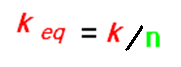 k eq = k/n